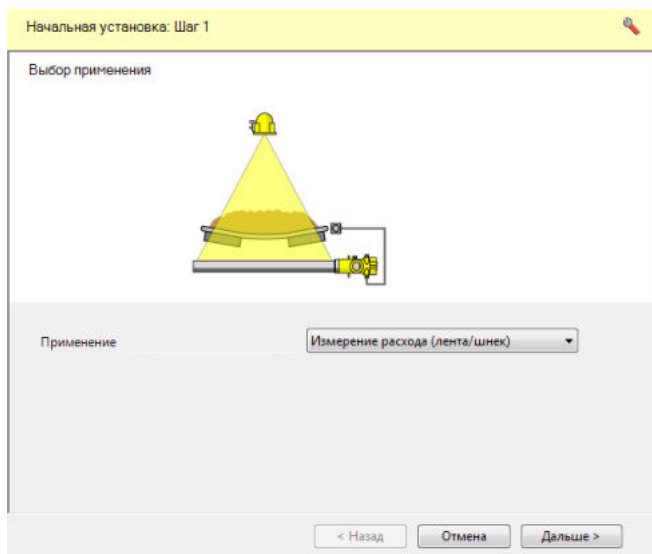 Начальная установка: Шаг 1
Выбор применения
Применение
Измерение расхода (лента/шнек)
< Назад
Отмена
Дальше >